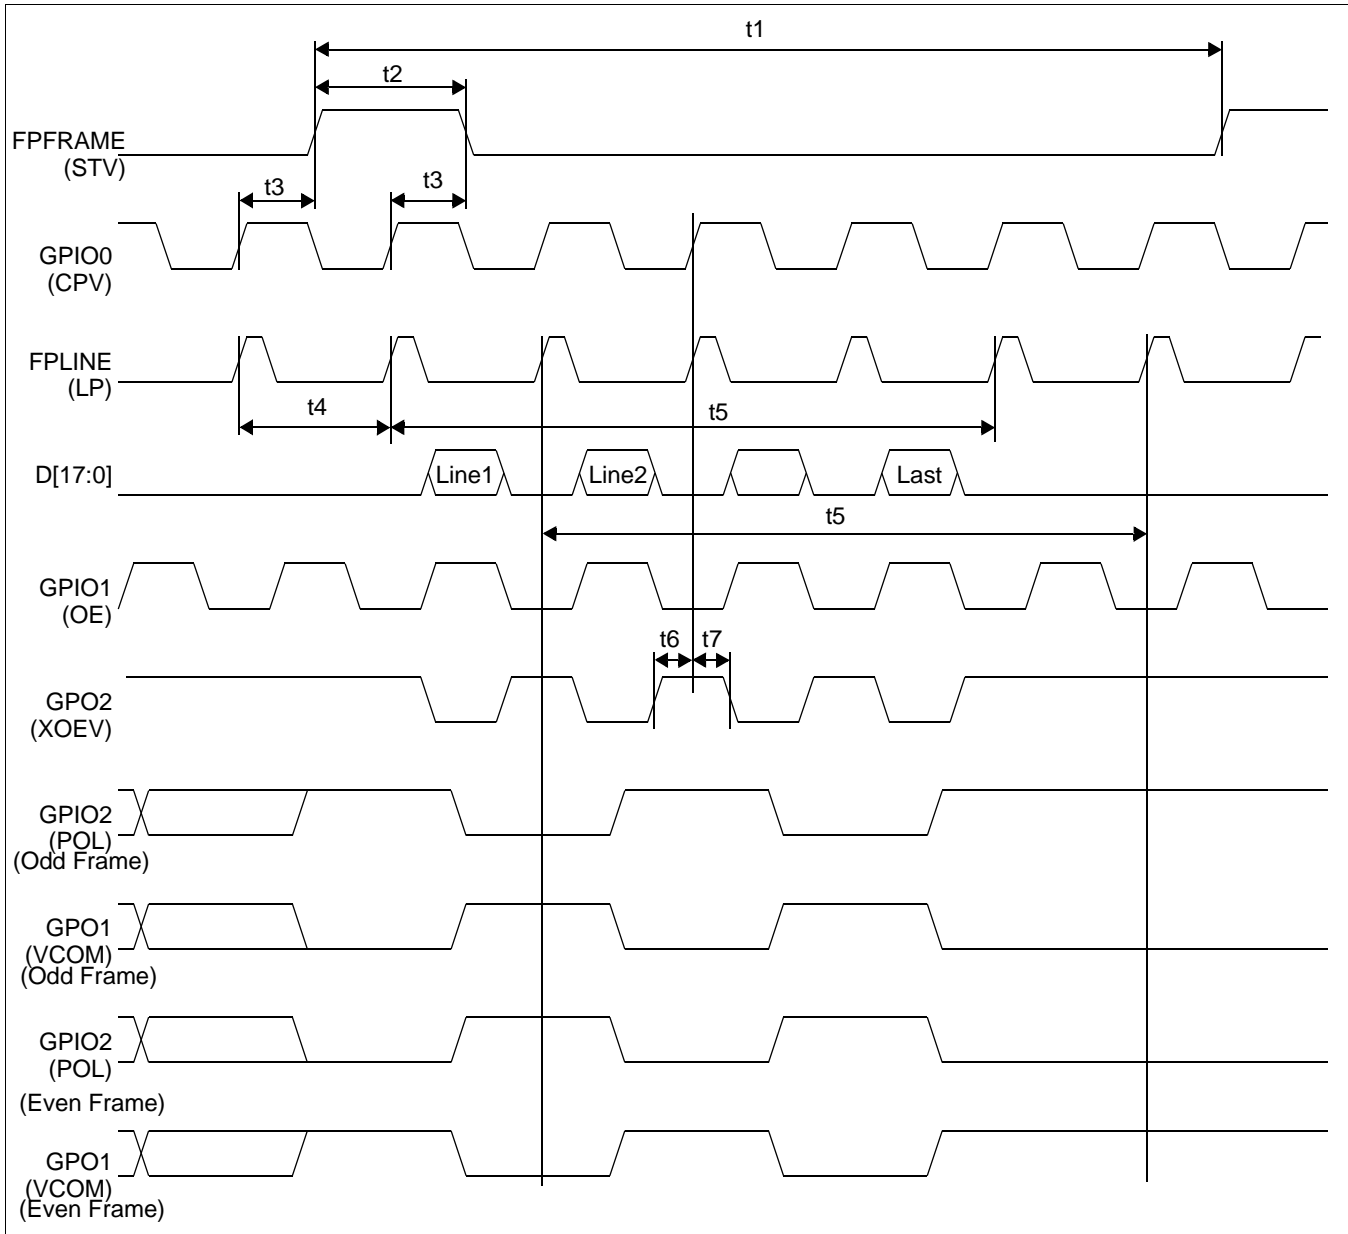 t1
t2
FPFRAME
(STV)
t3
t3
GPIO0
(CPV)
FPLINE
(LP)
t4
t5
D[17:0]
Line1
Line2
Last
t5
GPIO1
(OE)
t6
t7
GPO2
(XOEV)
GPIO2
(POL)
(Odd Frame)
GPO1
(VCOM)
(Odd Frame)
GPIO2
(POL)
(Even Frame)
GPO1
(VCOM)
(Even Frame)